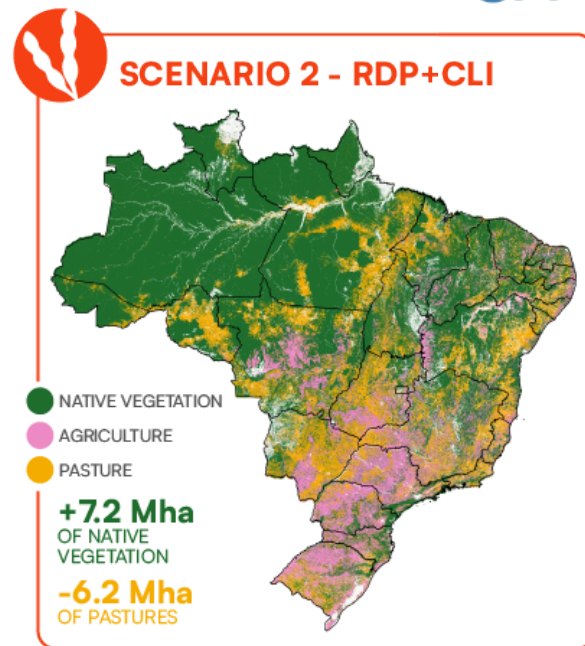 SCENARIO 2 - RDP+CLI
NATIVE VEGETATION
AGRICULTURE
PASTURE
+7.2 Mha
OF NATIVE
VEGETATION
-6.2 Mha
OF PASTURES